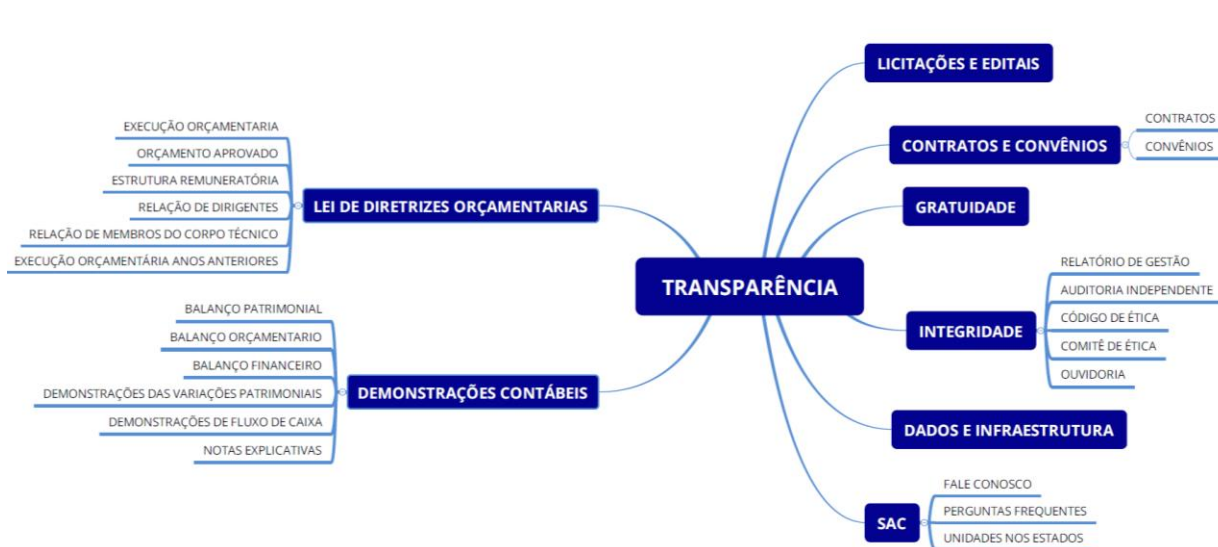 TRANSPARÊNCIA
LEI DE DIRETRIZES ORÇAMENTARIAS
EXECUÇÃO ORÇAMENTARIA
ORÇAMENTO APROVADO
ESTRUTURA REMUNERATÓRIA
RELAÇÃO DE DIRIGENTES
RELAÇÃO DE MEMBROS DO CORPO TÉCNICO
EXECUÇÃO ORÇAMENTÁRIA ANOS ANTERIORES
DEMONSTRAÇÕES CONTÁBEIS
BALANÇO PATRIMONIAL
BALANÇO ORÇAMENTARIO
BALANÇO FINANCEIRO
DEMONSTRAÇÕES DAS VARIAÇÕES PATRIMONIAIS
DEMONSTRAÇÕES DE FLUXO DE CAIXA
NOTAS EXPLICATIVAS
LICITAÇÕES E EDITAIS
CONTRATOS E CONVÊNIOS
CONTRATOS
CONVÊNIOS
GRATUIDADE
INTEGRIDADE
RELATÓRIO DE GESTÃO
AUDITORIA INDEPENDENTE
CÓDIGO DE ÉTICA
COMITÊ DE ÉTICA
OUVIDORIA
DADOS E INFRAESTRUTURA
SAC
FALE CONOSCO
PERGUNTAS FREQUENTES
UNIDADES NOS ESTADOS